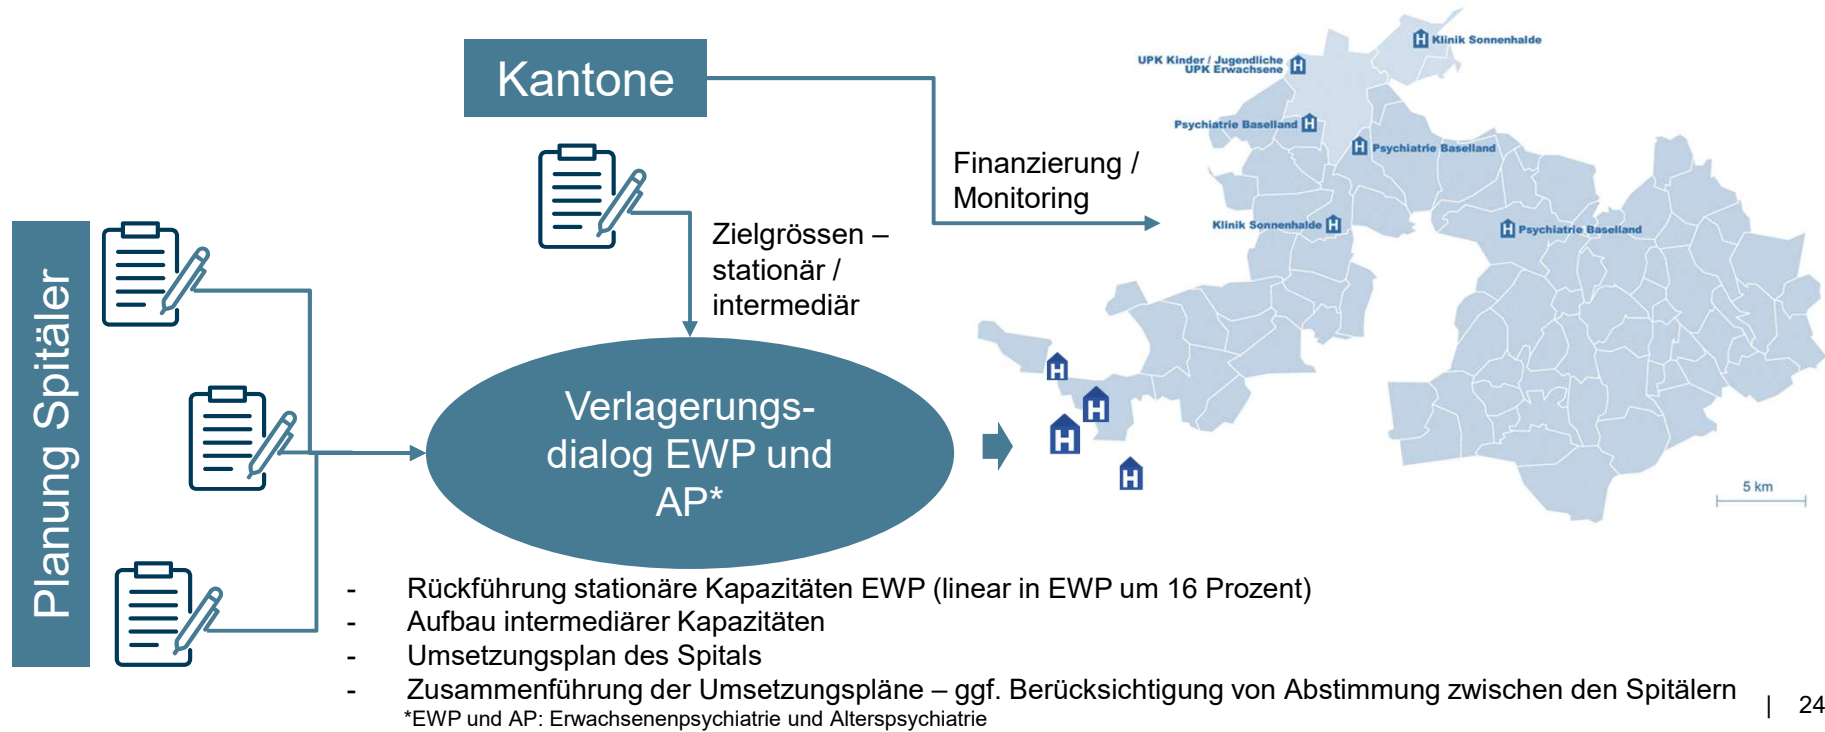 Kantone
Planung Spitäler
Finanzierung /
Monitoring
Zielgrössen –
stationär /
intermediär
Verlagerungs-
dialog EWP und
AP*
Klinik Sonnenhalde
UPK Kinder / Jugendliche
UPK Erwachsene
Psychiatrie Baselland
Psychiatrie Baselland
Klinik Sonnenhalde
Psychiatrie Baselland
5 km
- Rückführung stationäre Kapazitäten EWP (linear in EWP um 16 Prozent)
- Aufbau intermediärer Kapazitäten
- Umsetzungsplan des Spitals
- Zusammenführung der Umsetzungspläne – ggf. Berücksichtigung von Abstimmung zwischen den Spitälern
*EWP und AP: Erwachsenenpsychiatrie und Alterspsychiatrie
| 24